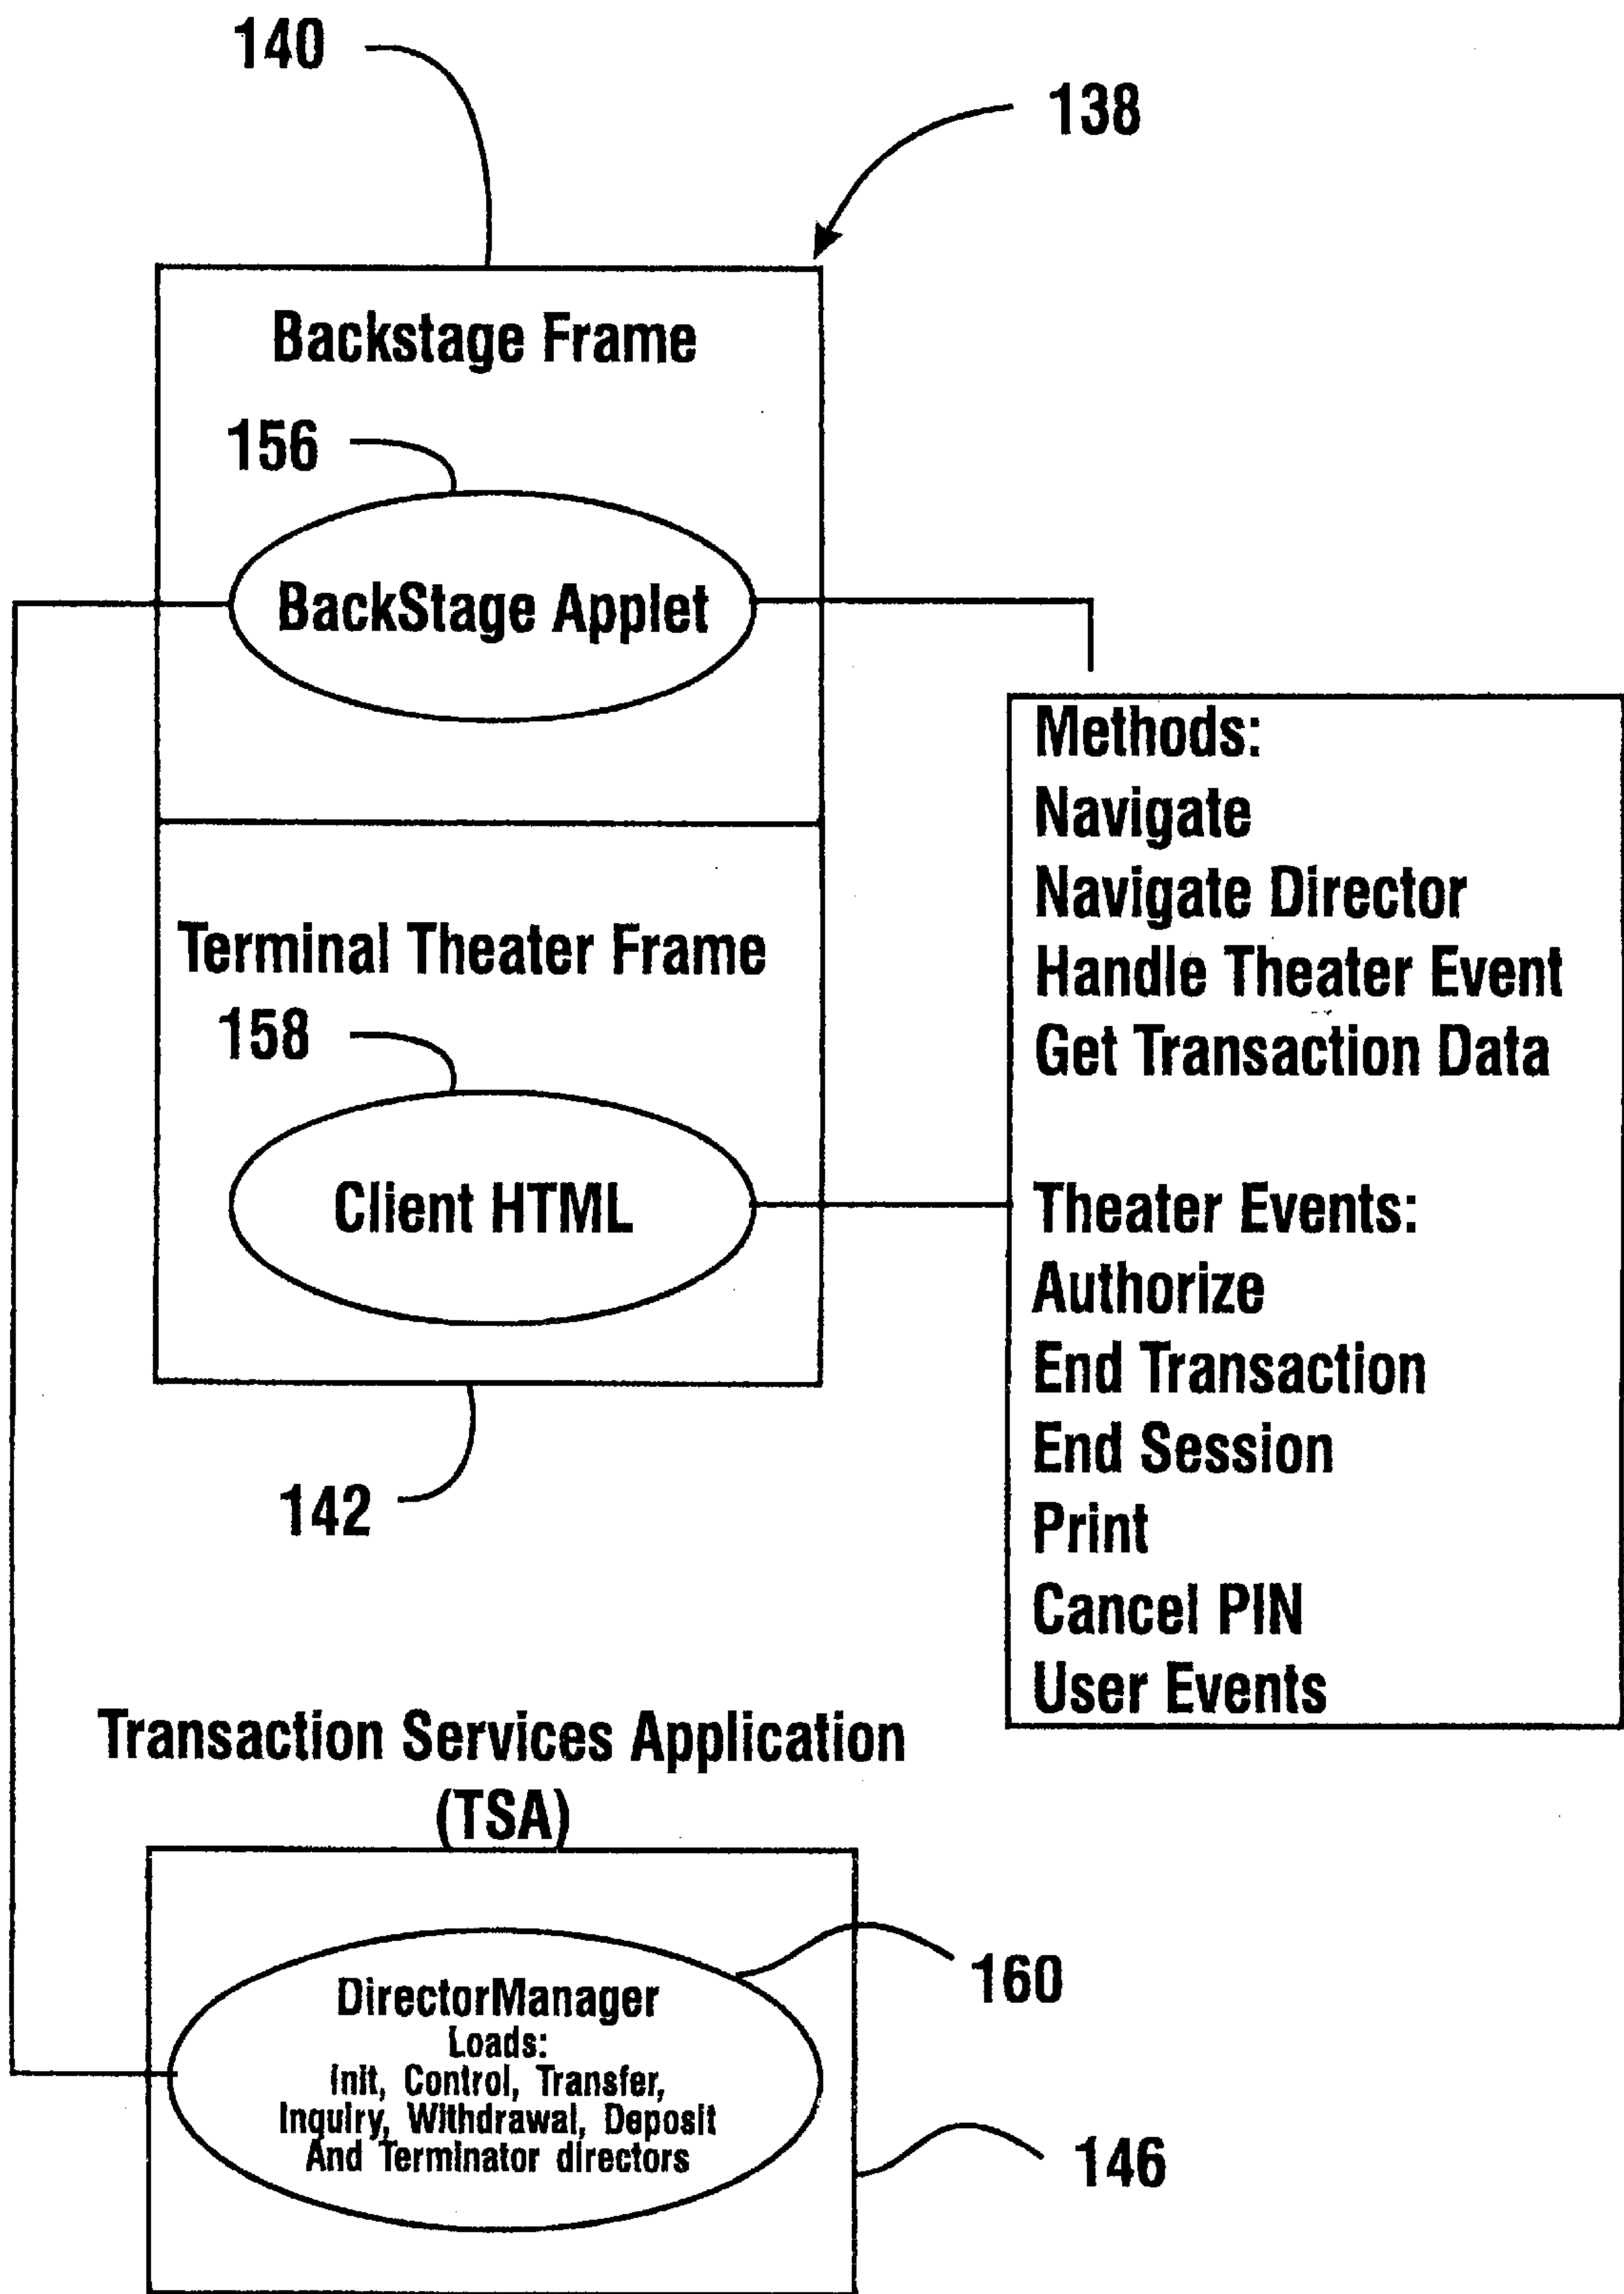 140
138
Backstage Frame
156
BackStage Applet
Methods:
Navigate
Navigate Director
Handle Theater Event
Get Transaction Data
Terminal Theater Frame
158
Client HTML
Theater Events:
Authorize
End Transaction
End Session
Print
Cancel PIN
User Events
142
Transaction Services Application
(TSA)
DirectorManager
Loads:
Init, Control, Transfer,
Inquiry, Withdrawal, Deposit
And Terminator directors
160
146